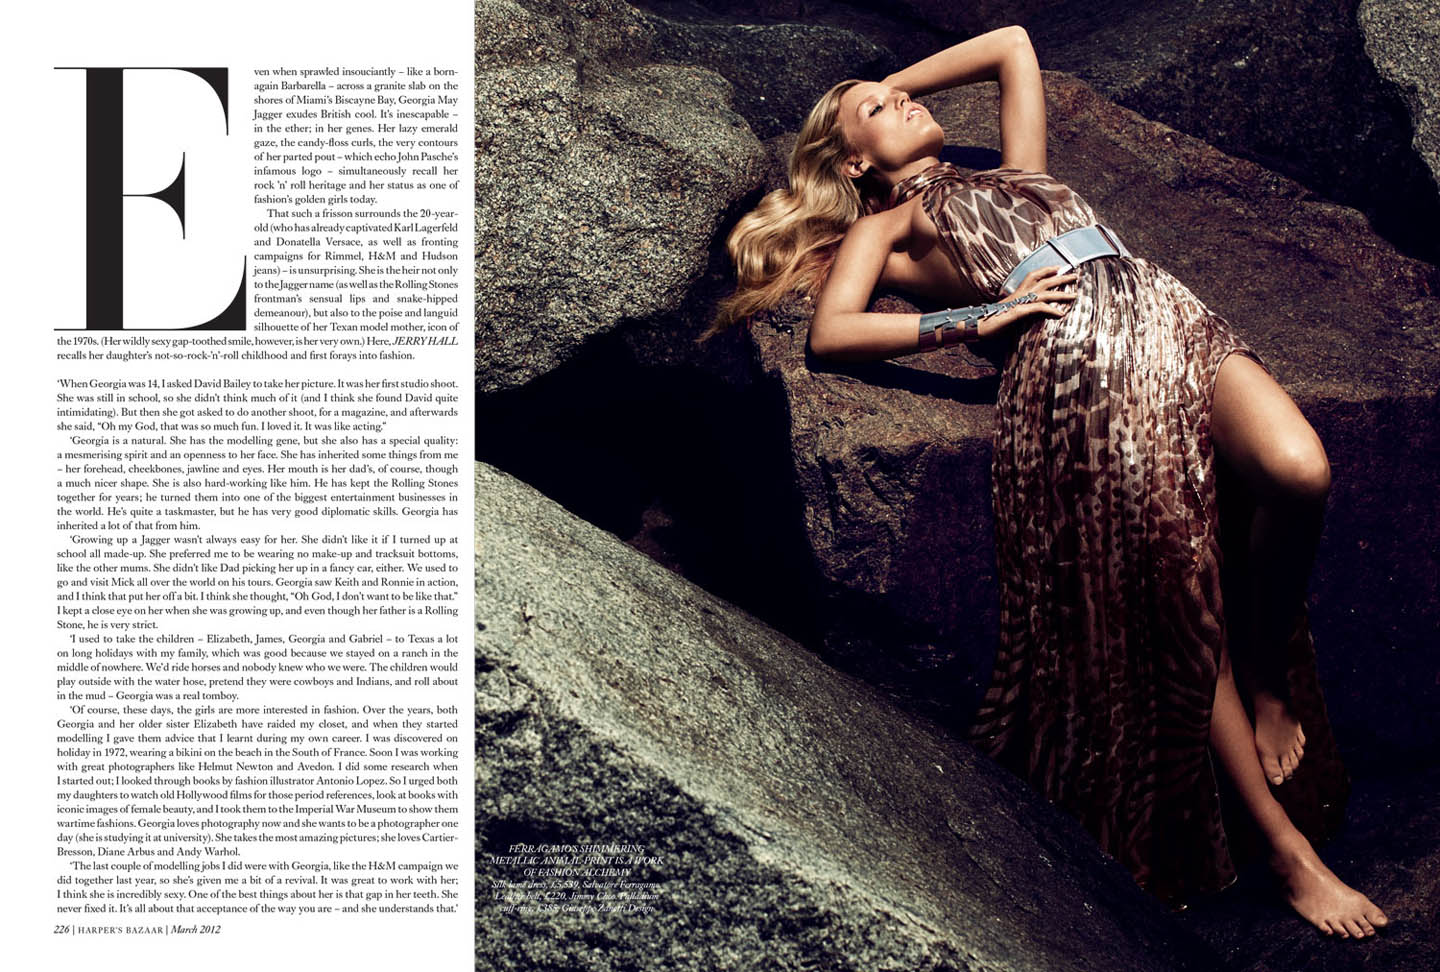 E
ven when sprawled insouciantly – like a born-
again Barbarella – across a granite slab on the
shores of Miami's Biscayne Bay, Georgia May
Jagger exudes British cool. It's inescapable –
in the ether; in her genes. Her lazy emerald
gaze, the candy-floss curls, the very contours
of her parted pout – which echo John Pasche's
infamous logo – simultaneously recall her
rock 'n' roll heritage and her status as one of
fashion's golden girls today.
That such a frisson surrounds the 20-year-
old (who has already captivated Karl Lagerfeld
and Donatella Versace, as well as fronting
campaigns for Rimmel, H&M and Hudson
jeans) – is unsurprising. She is the heir not only
to the Jagger name (as well as the Rolling Stones
frontman's sensual lips and snake-hipped
demeanour), but also to the poise and languid
silhouette of her Texan model mother, icon of
the 1970s. (Her wildly sexy gap-toothed smile, however, is her very own.) Here, JERRY HALL
recalls her daughter's not-so-rock-'n'-roll childhood and first forays into fashion.
'When Georgia was 14, I asked David Bailey to take her picture. It was her first studio shoot.
She was still in school, so she didn't think much of it (and I think she found David quite
intimidating). But then she got asked to do another shoot, for a magazine, and afterwards
she said, "Oh my God, that was so much fun. I loved it. It was like acting."
'Georgia is a natural. She has the modelling gene, but she also has a special quality:
a mesmerising spirit and an openness to her face. She has inherited some things from me
– her forehead, cheekbones, jawline and eyes. Her mouth is her dad's, of course, though
a much nicer shape. She is also hard-working like him. He has kept the Rolling Stones
together for years; he turned them into one of the biggest entertainment businesses in
the world. He's quite a taskmaster, but he has very good diplomatic skills. Georgia has
inherited a lot of that from him.
'Growing up a Jagger wasn't always easy for her. She didn't like it if I turned up at
school all made-up. She preferred me to be wearing no make-up and tracksuit bottoms,
like the other mums. She didn't like Dad picking her up in a fancy car, either. We used to
go and visit Mick all over the world on his tours. Georgia saw Keith and Ronnie in action,
and I think that put her off a bit. I think she thought, "Oh God, I don't want to be like that."
I kept a close eye on her when she was growing up, and even though her father is a Rolling
Stone, he is very strict.
'I used to take the children – Elizabeth, James, Georgia and Gabriel – to Texas a lot
on long holidays with my family, which was good because we stayed on a ranch in the
middle of nowhere. We'd ride horses and nobody knew who we were. The children would
play outside with the water hose, pretend they were cowboys and Indians, and roll about
in the mud – Georgia was a real tomboy.
'Of course, these days, the girls are more interested in fashion. Over the years, both
Georgia and her older sister Elizabeth have raided my closet, and when they started
modelling I gave them advice that I learnt during my own career. I was discovered on
holiday in 1972, wearing a bikini on the beach in the South of France. Soon I was working
with great photographers like Helmut Newton and Avedon. I did some research when
I started out; I looked through books by fashion illustrator Antonio Lopez. So I urged both
my daughters to watch old Hollywood films for those period references, look at books with
iconic images of female beauty, and I took them to the Imperial War Museum to show them
wartime fashions. Georgia loves photography now and she wants to be a photographer one
day (she is studying it at university). She takes the most amazing pictures; she loves Cartier-
Bresson, Diane Arbus and Andy Warhol.
'The last couple of modelling jobs I did were with Georgia, like the H&M campaign we
did together last year, so she's given me a bit of a revival. It was great to work with her;
I think she is incredibly sexy. One of the best things about her is that gap in her teeth. She
never fixed it. It's all about that acceptance of the way you are – and she understands that.'
226 | HARPER'S BAZAAR | March 2012
FERRAGAMO'S SHIMMERING
METALLIC ANIMAL-PRINT IS A WORK
OF FASHION ALCHEMY
Silk lamé dress, £5,539, Salvatore Ferragamo.
Leather belt, £220, Jimmy Choo. Palladium
cuff-ring, £385, Giuseppe Zanotti Design